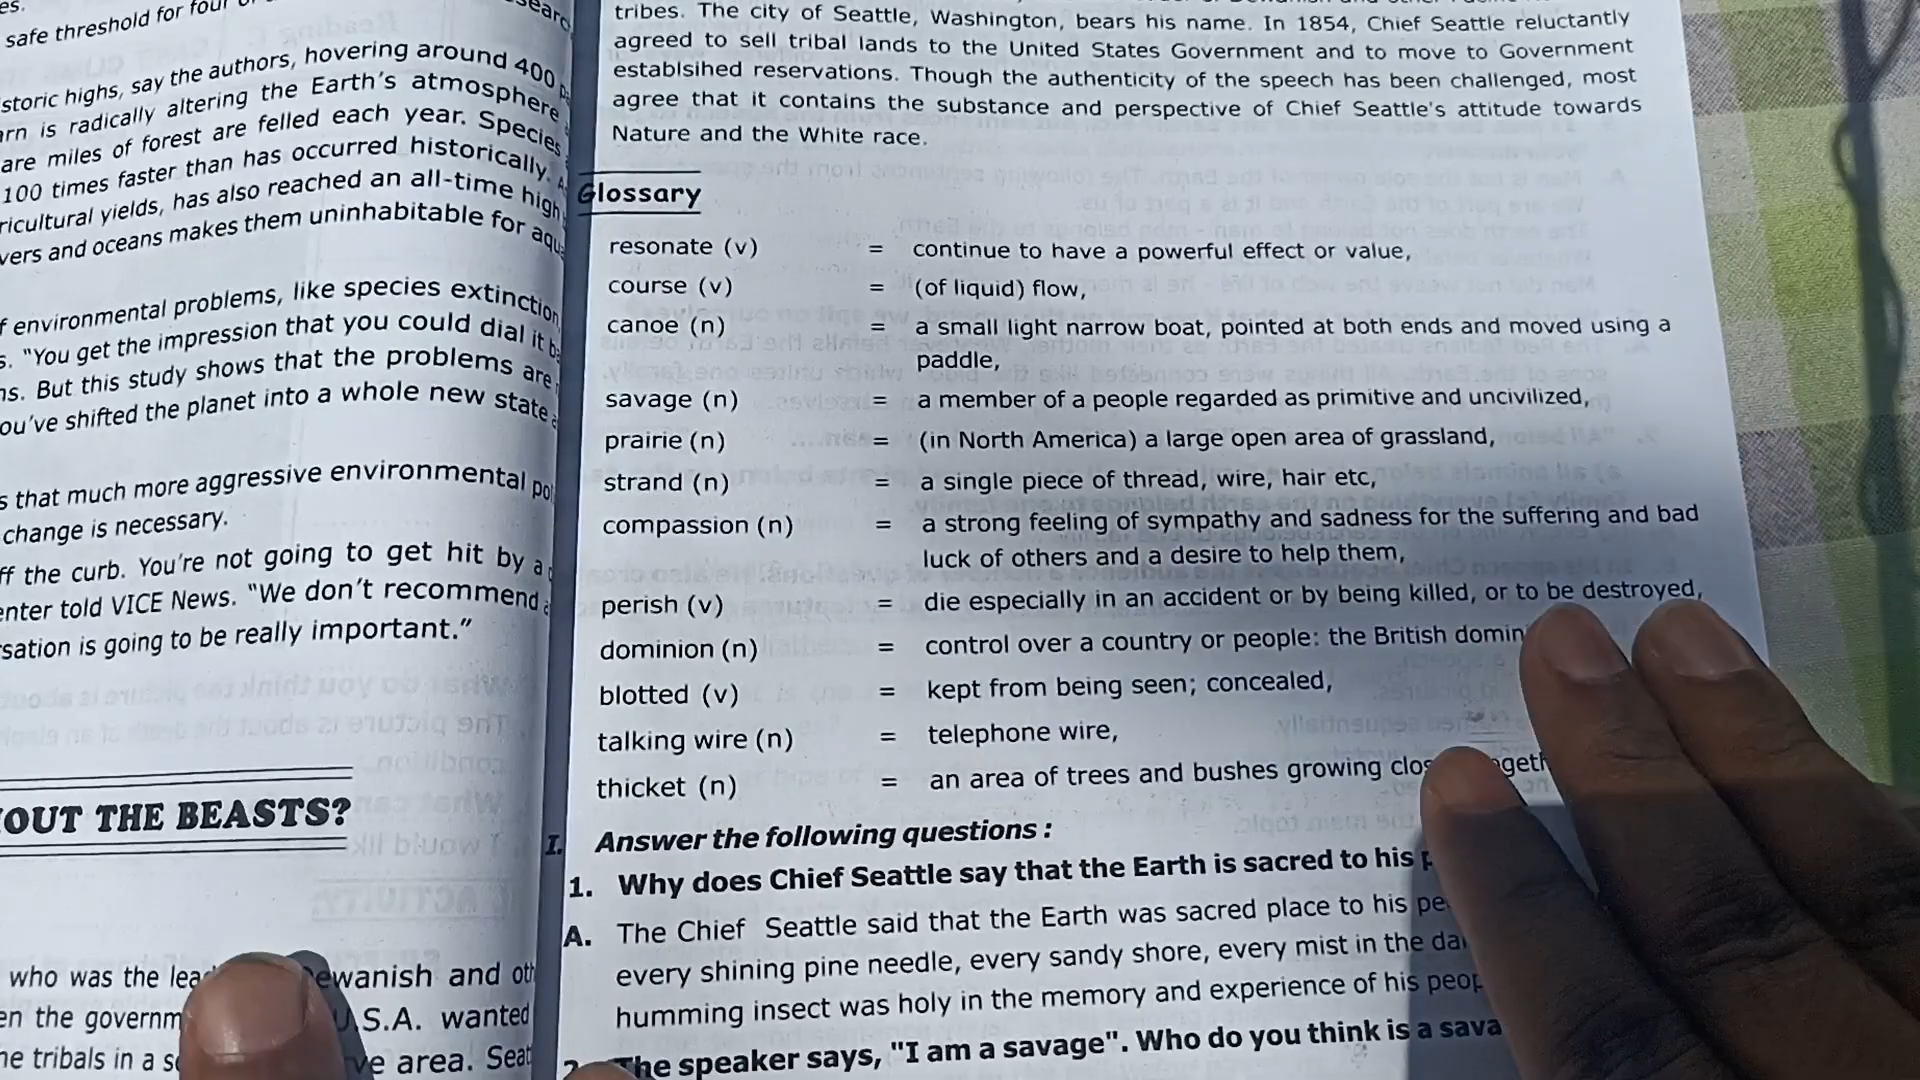 es.
safe threshold for four
storic highs, say the authors, hovering around 400
rn is radically altering the Earth's atmosphere
are miles of forest are felled each year. Species
100 times faster than has occurred historically.
ricultural yields, has also reached an all-time high
vers and oceans makes them uninhabitable for aqu
f environmental problems, like species extinction
s. "You get the impression that you could dial it b
ns. But this study shows that the problems are
ou've shifted the planet into a whole new state
s that much more aggressive environmental po
change is necessary.
ff the curb. You're not going to get hit by a
enter told VICE News. "We don't recommend
sation is going to be really important."
OUT THE BEASTS?
who was the lea ewanish and oth
en the governm U.S.A. wanted
he tribals in a se ve area. Seat
tribes. The city of Seattle, Washington, bears his name. In 1854, Chief Seattle reluctantly
agreed to sell tribal lands to the United States Government and to move to Government
establsihed reservations. Though the authenticity of the speech has been challenged, most
agree that it contains the substance and perspective of Chief Seattle's attitude towards
Nature and the White race.
Glossary
resonate (v) = continue to have a powerful effect or value,
course (v) = (of liquid) flow,
canoe (n) = a small light narrow boat, pointed at both ends and moved using a
paddle,
savage (n) = a member of a people regarded as primitive and uncivilized,
prairie (n) = (in North America) a large open area of grassland,
strand (n) = a single piece of thread, wire, hair etc,
compassion (n) = a strong feeling of sympathy and sadness for the suffering and bad
luck of others and a desire to help them,
perish (v) = die especially in an accident or by being killed, or to be destroyed,
dominion (n) = control over a country or people: the British domin
blotted (v) = kept from being seen; concealed,
talking wire (n) = telephone wire,
thicket (n) = an area of trees and bushes growing clos ogeth
I. Answer the following questions :
1. Why does Chief Seattle say that the Earth is sacred to his p
A. The Chief Seattle said that the Earth was sacred place to his pe
every shining pine needle, every sandy shore, every mist in the dar
humming insect was holy in the memory and experience of his peop
2. The speaker says, "I am a savage". Who do you think is a sava